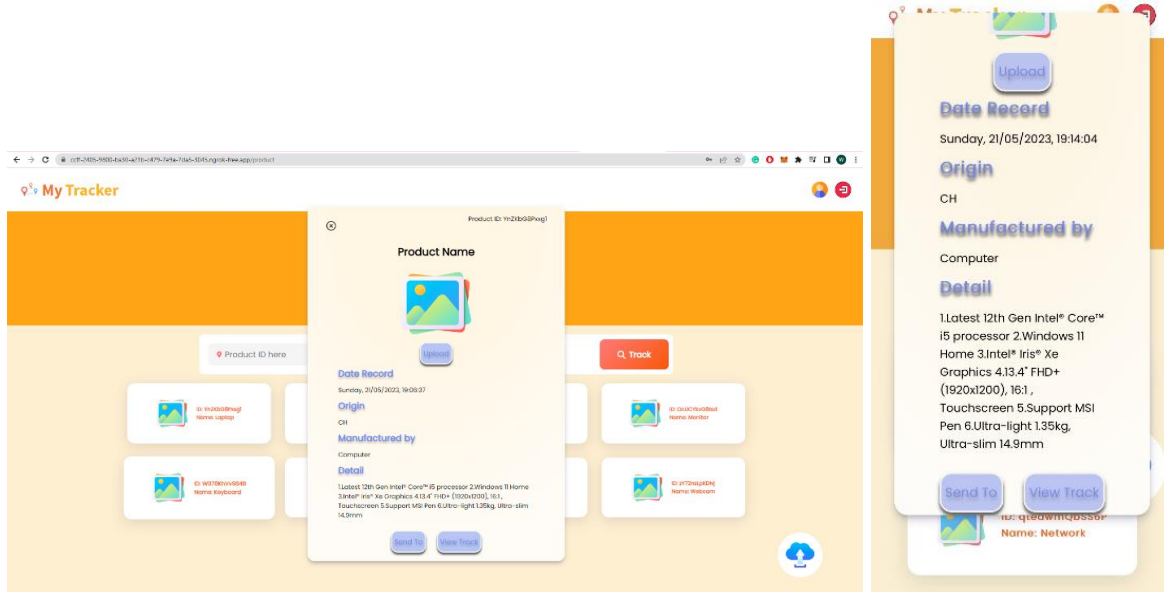 My Tracker
Product ID: YnZKbG8Pxxg1
Product Name
Upload
Date Record
Sunday, 21/05/2023, 19:08:37
Origin
CH
Manufactured by
Computer
Detail
1.Latest 12th Gen Intel® Core™ i5 processor 2.Windows 11 Home
3.Intel® Iris® Xe Graphics 4.13.4" FHD+ (1920x1200), 16:1 ,
Touchscreen 5.Support MSI Pen 6.Ultra-light 1.35kg, Ultra-slim
14.9mm
Send To
View Track
Product ID here
Track
Name: Laptop
Name: Monitor
Name: Keyboard
Name: Webcam
My Tracker
Upload
Date Record
Sunday, 21/05/2023, 19:14:04
Origin
CH
Manufactured by
Computer
Detail
1.Latest 12th Gen Intel® Core™
i5 processor 2.Windows 11
Home 3.Intel® Iris® Xe
Graphics 4.13.4" FHD+
(1920x1200), 16:1 ,
Touchscreen 5.Support MSI
Pen 6.Ultra-light 1.35kg,
Ultra-slim 14.9mm
Send To
View Track
Name: Network